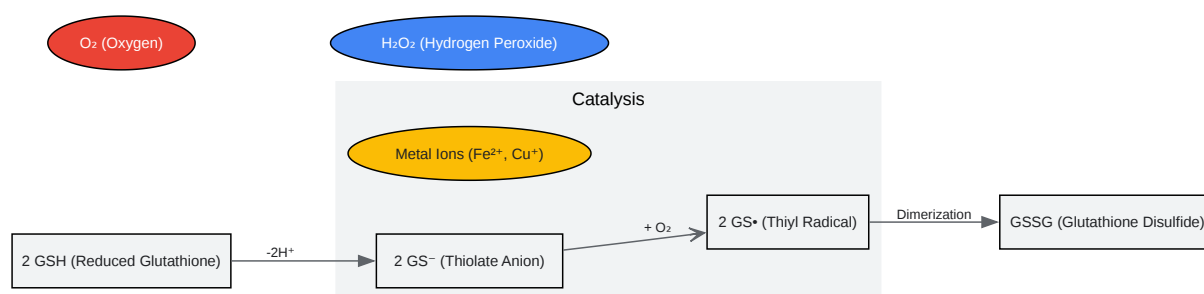 O₂ (Oxygen)
H₂O₂ (Hydrogen Peroxide)
Catalysis
Metal Ions (Fe²⁺, Cu⁺)
2 GSH (Reduced Glutathione)
-2H⁺
2 GS⁻ (Thiolate Anion)
+ O₂
2 GS• (Thiyl Radical)
Dimerization
GSSG (Glutathione Disulfide)